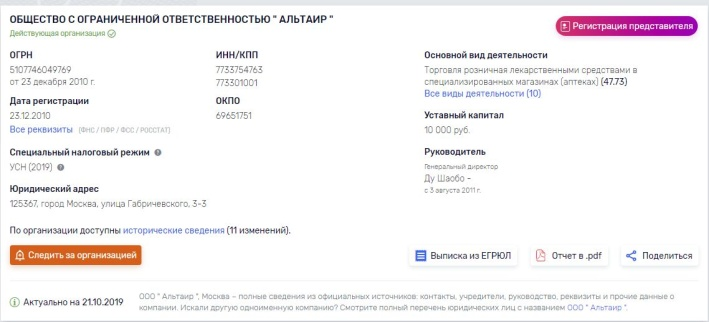 ОБЩЕСТВО С ОГРАНИЧЕННОЙ ОТВЕТСТВЕННОСТЬЮ " АЛЬТАИР "
Действующая организация
Регистрация представителя
ОГРН
5107746049769
от 23 декабря 2010 г.
Дата регистрации
23.12.2010
Все реквизиты (ФНС / ПФР / ФСС / РОССТАТ)
ИНН/КПП
7733754763
773301001
ОКПО
69651751
Основной вид деятельности
Торговля розничная лекарственными средствами в
специализированных магазинах (аптеках) (47.73)
Все виды деятельности (10)
Уставный капитал
10 000 руб.
Специальный налоговый режим
УСН (2019)
Руководитель
Генеральный директор
Ду Шаобо -
с 3 августа 2011 г.
Юридический адрес
125367, город Москва, улица Габричевского, 3-3
По организации доступны исторические сведения (11 изменений).
Следить за организацией
Выписка из ЕГРЮЛ
Отчет в .pdf
Поделиться
Актуально на 21.10.2019
ООО " Альтаир ", Москва – полные сведения из официальных источников: контакты, учредители, руководство, реквизиты и прочие данные о
компании. Искали другую одноименную компанию? Смотрите полный перечень юридических лиц с названием ООО " Альтаир ".